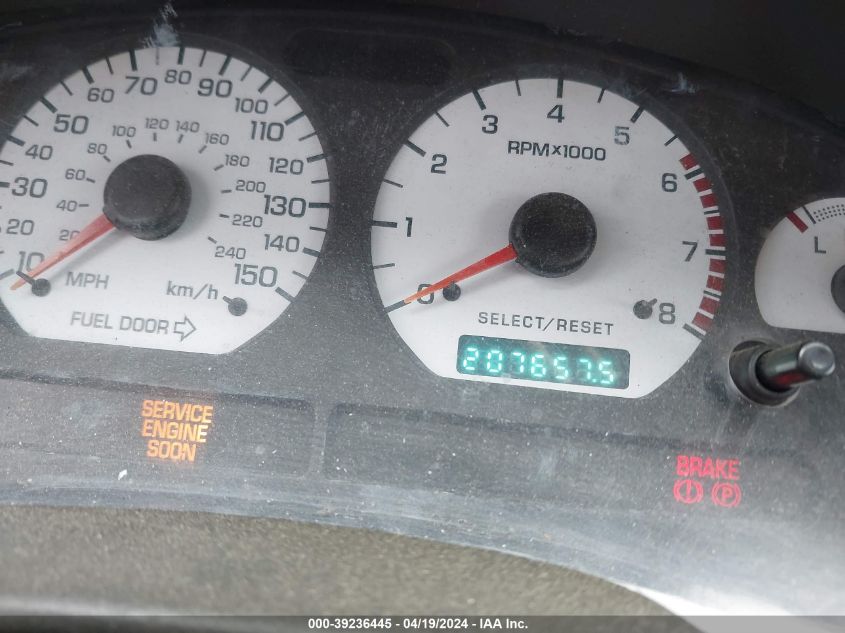 10 20 30 40 50 60 70 80 90 100 110 120 130 140 150
20 40 60 80 100 120 140 160 180 200 220 240
MPH
km/h
FUEL DOOR
0 1 2 3 4 5 6 7 8
RPM×1000
SELECT/RESET
207657.5
L
SERVICE
ENGINE
SOON
BRAKE
(!) (P)
000-39236445 - 04/19/2024 - IAA Inc.